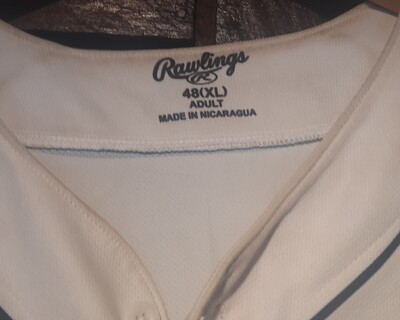 Rawlings
R
48(XL)
ADULT
MADE IN NICARAGUA